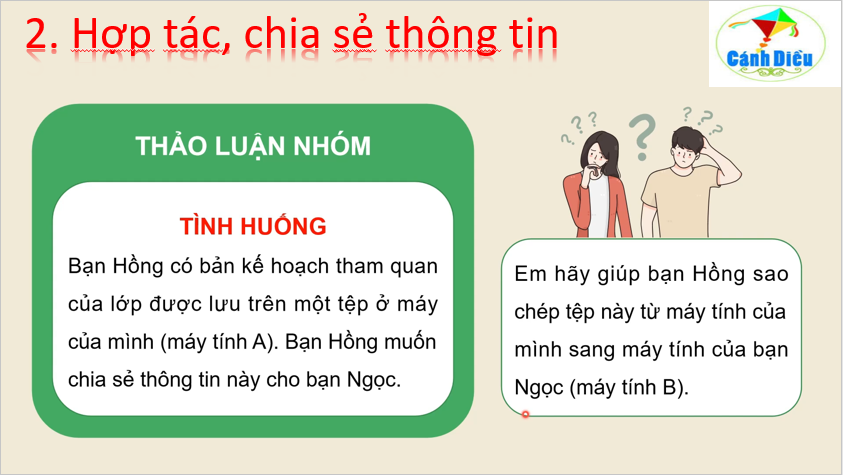 2. Hợp tác, chia sẻ thông tin
Cánh Diều
THẢO LUẬN NHÓM
TÌNH HUỐNG
Bạn Hồng có bản kế hoạch tham quan
của lớp được lưu trên một tệp ở máy
của mình (máy tính A). Bạn Hồng muốn
chia sẻ thông tin này cho bạn Ngọc.
? ? ? ? ? ? ?
Em hãy giúp bạn Hồng sao
chép tệp này từ máy tính của
mình sang máy tính của bạn
Ngọc (máy tính B).